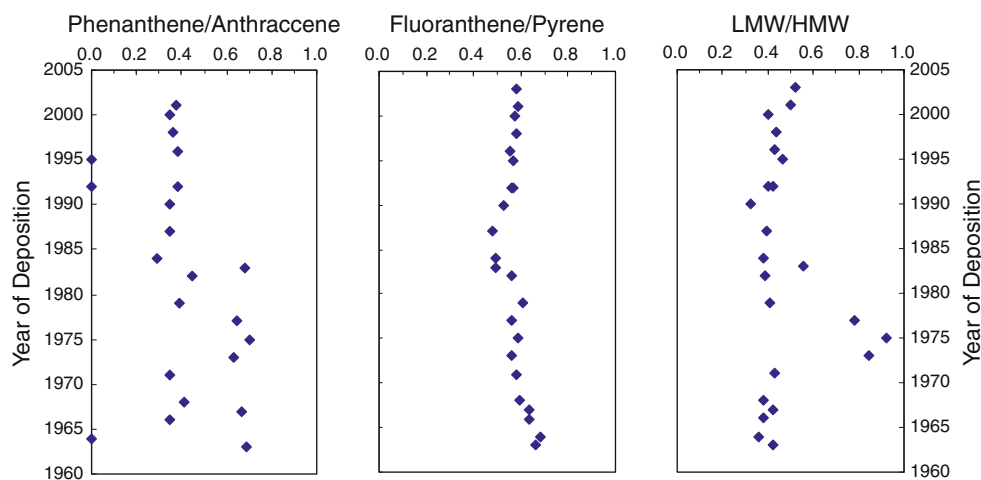 Phenanthene/Anthraccene Fluoranthene/Pyrene LMW/HMW
0.0 0.2 0.4 0.6 0.8 1.0 0.0 0.2 0.4 0.6 0.8 1.0 0.0 0.2 0.4 0.6 0.8 1.0
2005 2005
2000 2000
1995 1995
1990 1990
1985 1985
1980 1980
1975 1975
1970 1970
1965 1965
1960 1960
Year of Deposition
Year of Deposition